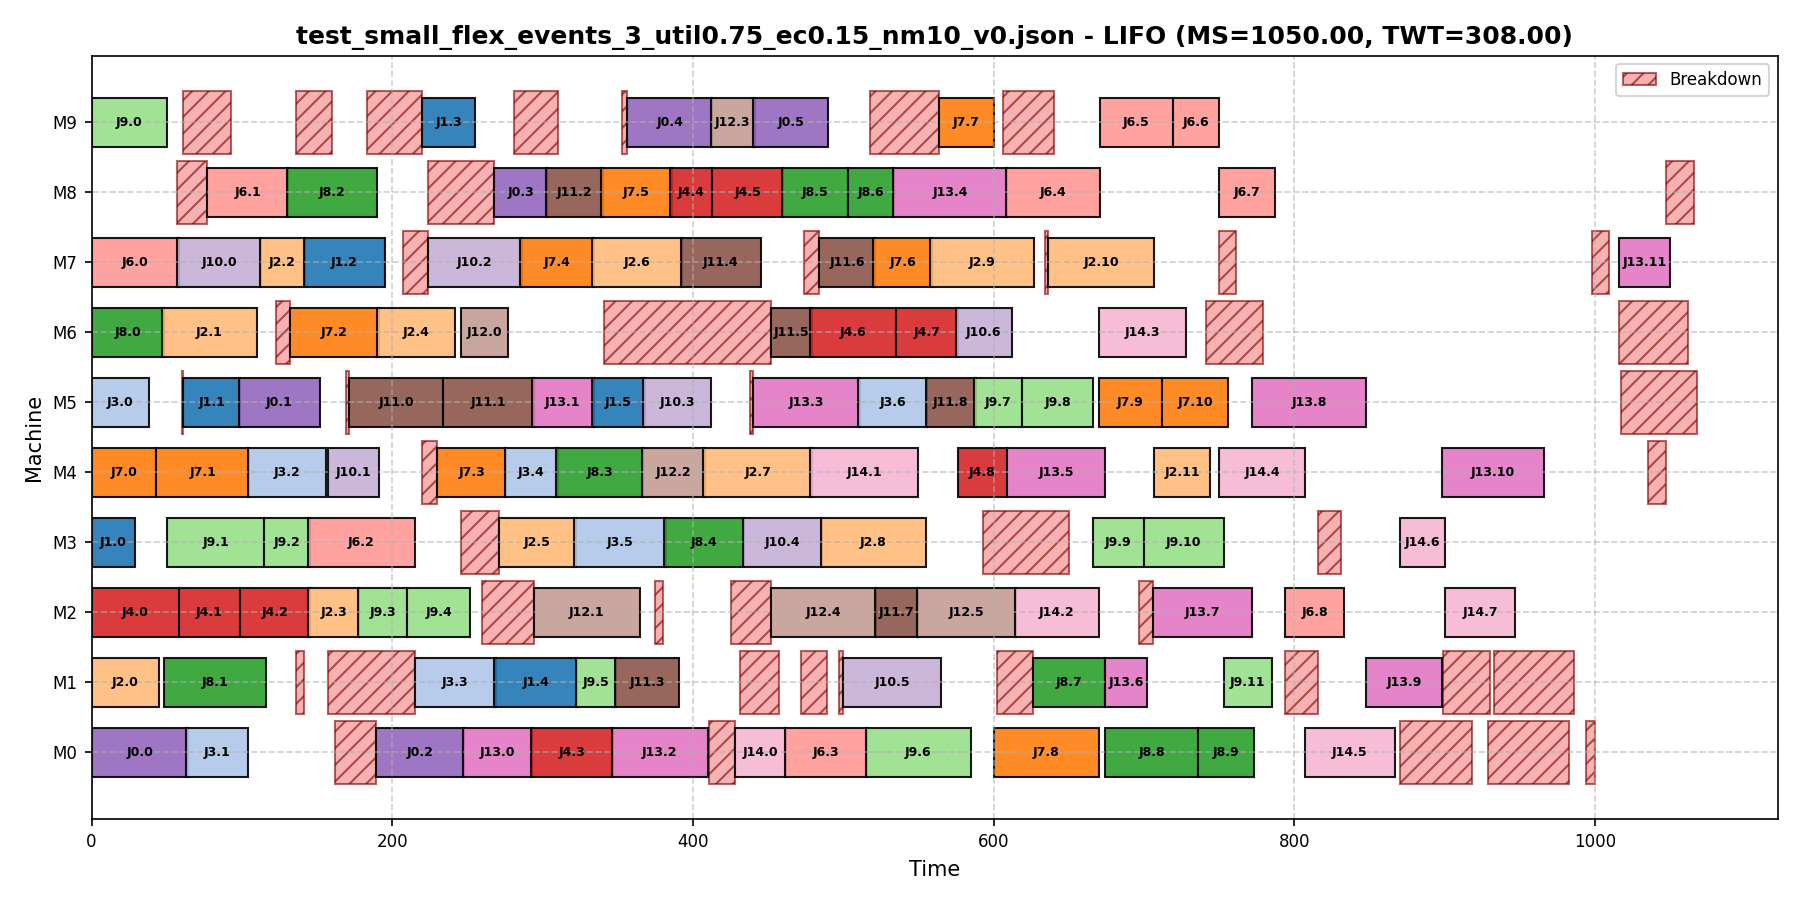 test_small_flex_events_3_util0.75_ec0.15_nm10_v0.json - LIFO (MS=1050.00, TWT=308.00)
Breakdown
M9 J9.0 J1.3 J0.4 J12.3 J0.5 J7.7 J6.5 J6.6
M8 J6.1 J8.2 J0.3 J11.2 J7.5 J4.4 J4.5 J8.5 J8.6 J13.4 J6.4 J6.7
M7 J6.0 J10.0 J2.2 J1.2 J10.2 J7.4 J2.6 J11.4 J11.6 J7.6 J2.9 J2.10 J13.11
M6 J8.0 J2.1 J7.2 J2.4 J12.0 J11.5 J4.6 J4.7 J10.6 J14.3
M5 J3.0 J1.1 J0.1 J11.0 J11.1 J13.1 J1.5 J10.3 J13.3 J3.6 J11.8 J9.7 J9.8 J7.9 J7.10 J13.8
M4 J7.0 J7.1 J3.2 J10.1 J7.3 J3.4 J8.3 J12.2 J2.7 J14.1 J4.8 J13.5 J2.11 J14.4 J13.10
M3 J1.0 J9.1 J9.2 J6.2 J2.5 J3.5 J8.4 J10.4 J2.8 J9.9 J9.10 J14.6
M2 J4.0 J4.1 J4.2 J2.3 J9.3 J9.4 J12.1 J12.4 J11.7 J12.5 J14.2 J13.7 J6.8 J14.7
M1 J2.0 J8.1 J3.3 J1.4 J9.5 J11.3 J10.5 J8.7 J13.6 J9.11 J13.9
M0 J0.0 J3.1 J0.2 J13.0 J4.3 J13.2 J14.0 J6.3 J9.6 J7.8 J8.8 J8.9 J14.5
Machine
0 200 400 600 800 1000
Time